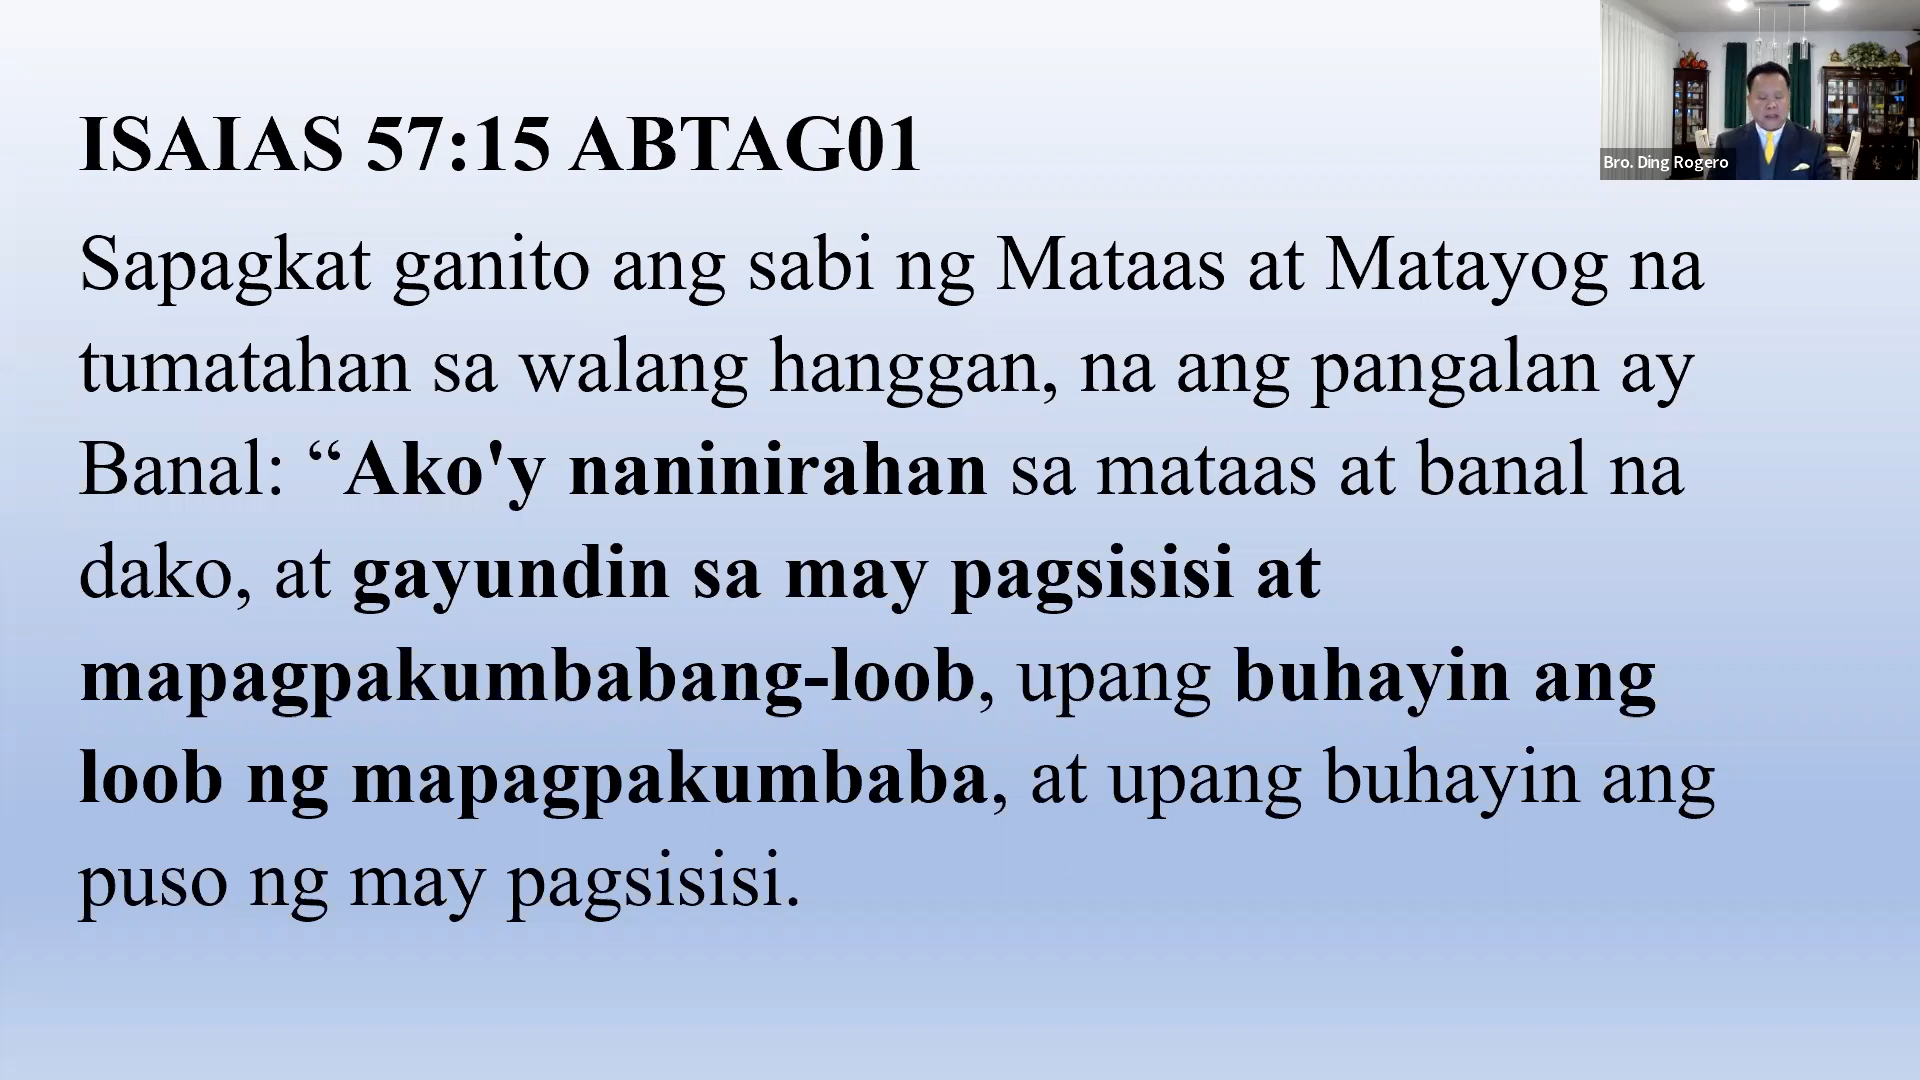 ISAIAS 57:15 ABTAG01
Sapagkat ganito ang sabi ng Mataas at Matayog na
tumatahan sa walang hanggan, na ang pangalan ay
Banal: “Ako'y naninirahan sa mataas at banal na
dako, at gayundin sa may pagsisisi at
mapagpakumbabang-loob, upang buhayin ang
loob ng mapagpakumbaba, at upang buhayin ang
puso ng may pagsisisi.
Bro. Ding Rogero